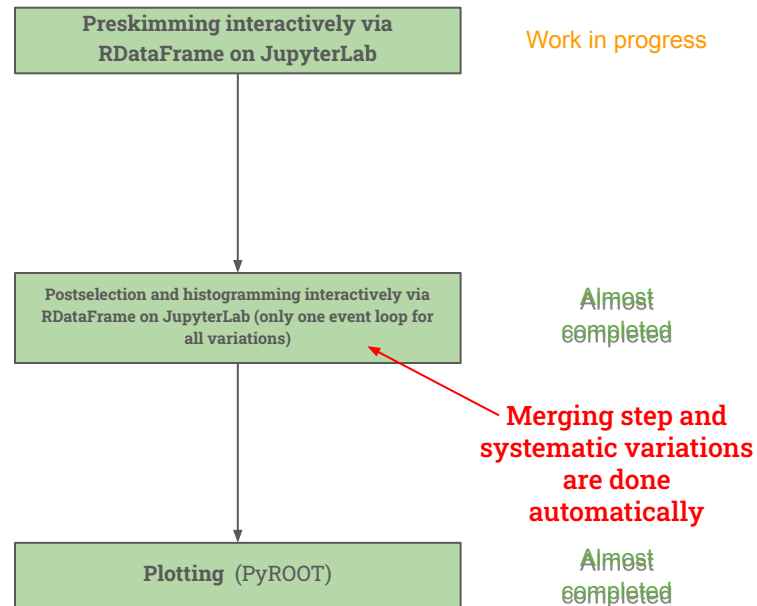 Preskimming interactively via
RDataFrame on JupyterLab
Work in progress
Postselection and histogramming interactively via
RDataFrame on JupyterLab (only one event loop for
all variations)
Almost
completed
Merging step and
systematic variations
are done
automatically
Plotting (PyROOT)
Almost
completed